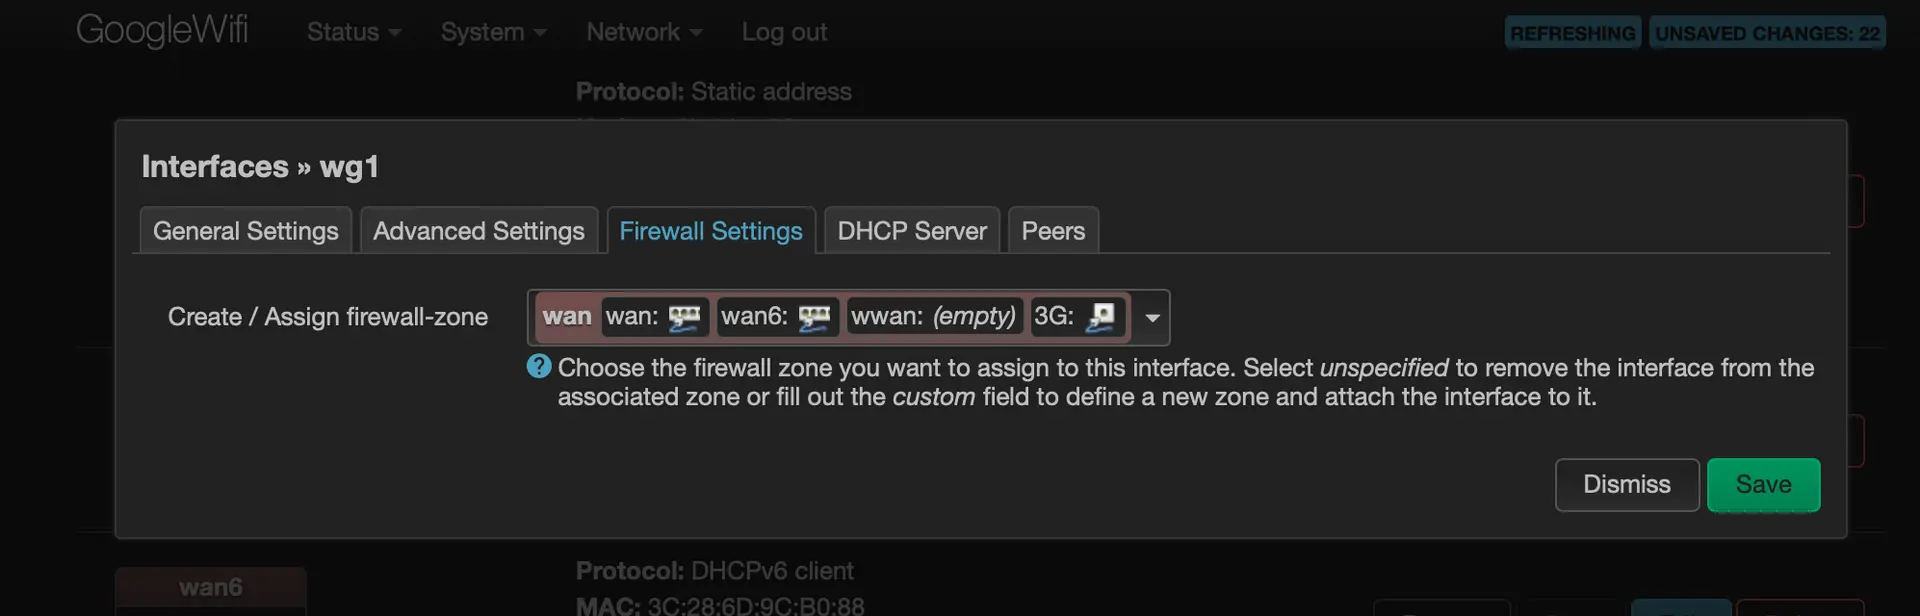 GoogleWifi Status System Network Log out REFRESHING UNSAVED CHANGES: 22
Protocol: Static address
Interfaces » wg1
General Settings Advanced Settings Firewall Settings DHCP Server Peers
Create / Assign firewall-zone wan wan: wan6: wwan: (empty) 3G:
Choose the firewall zone you want to assign to this interface. Select unspecified to remove the interface from the
associated zone or fill out the custom field to define a new zone and attach the interface to it.
Dismiss Save
wan6 Protocol: DHCPv6 client
MAC: 3C:28:6D:9C:B0:88